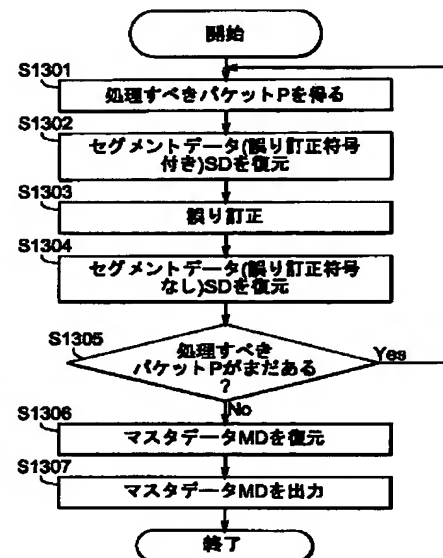 開始
S1301
処理すべきパケットPを得る
S1302
セグメントデータ(誤り訂正符号
付き)SDを復元
S1303
誤り訂正
S1304
セグメントデータ(誤り訂正符号
なし)SDを復元
S1305
処理すべき
パケットPがまだある
?
Yes
No
S1306
マスタデータMDを復元
S1307
マスタデータMDを出力
終了